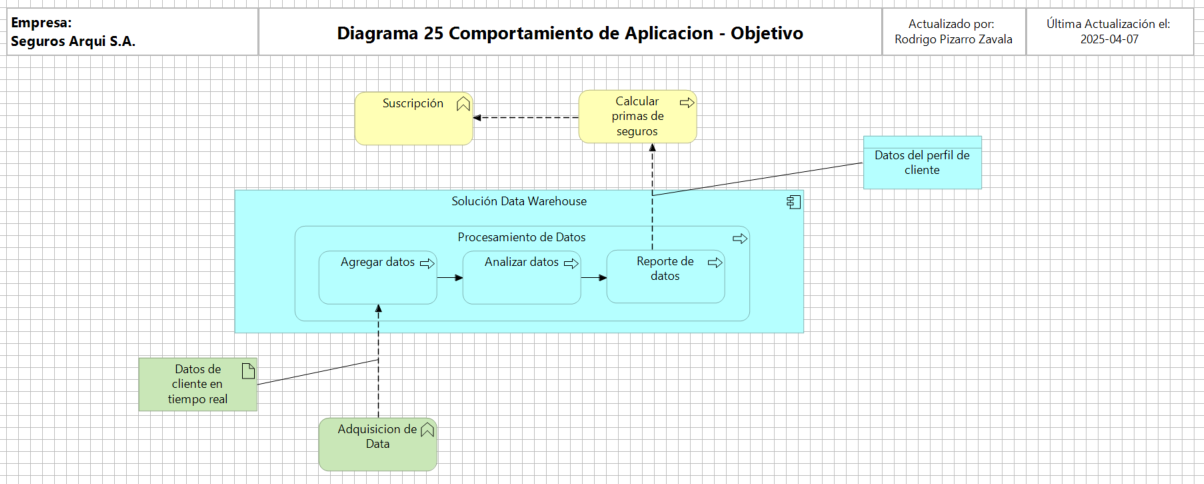 Empresa:
Seguros Arqui S.A.
Diagrama 25 Comportamiento de Aplicacion - Objetivo
Actualizado por:
Rodrigo Pizarro Zavala
Última Actualización el:
2025-04-07
Suscripción
Calcular
primas de
seguros
Datos del perfil de
cliente
Solución Data Warehouse
Procesamiento de Datos
Agregar datos
Analizar datos
Reporte de
datos
Datos de
cliente en
tiempo real
Adquisicion de
Data